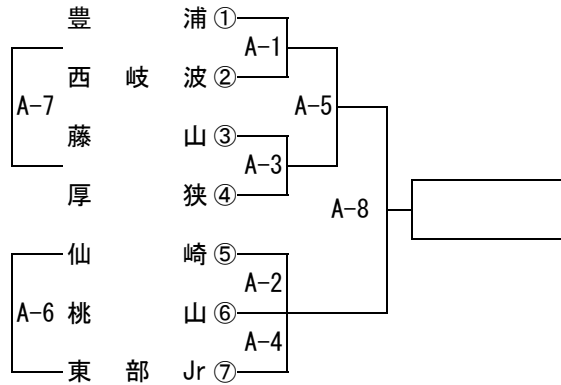 豊 浦 ①
A-1
西 岐 波 ②
A-7 A-5
藤 山 ③
A-3
厚 狭 ④
A-8
仙 崎 ⑤
A-2
A-6 桃 山 ⑥
A-4
東 部 Jr ⑦